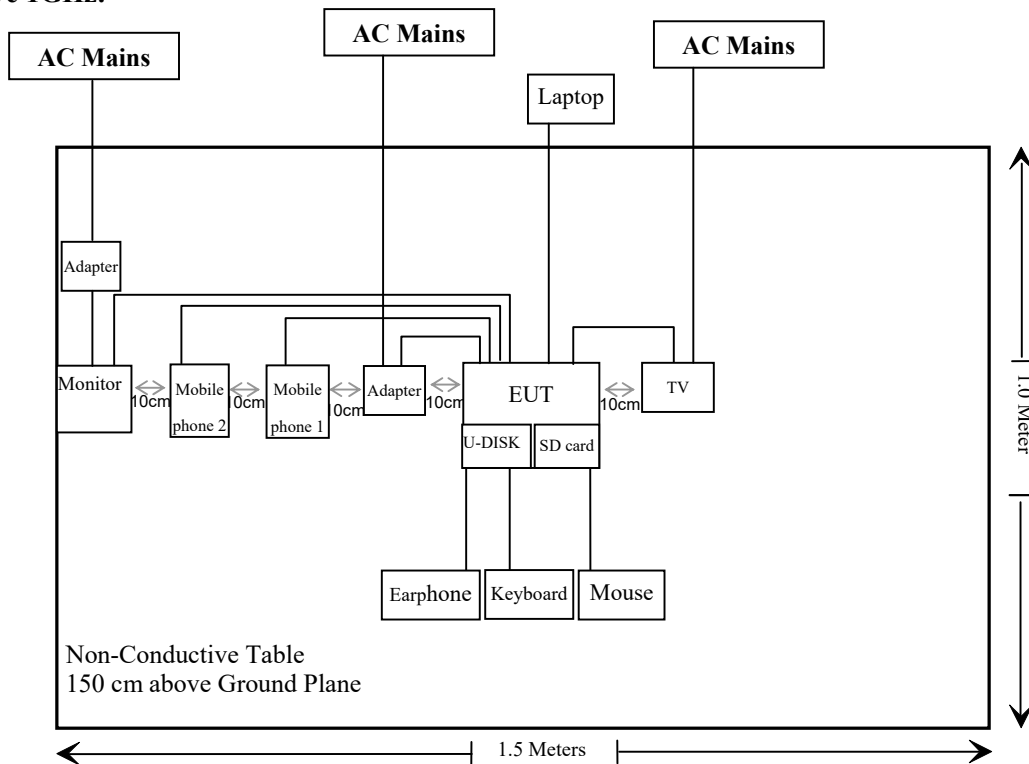 AC Mains
AC Mains
AC Mains
Laptop
Adapter
Monitor
10cm
Mobile
phone 2
10cm
Mobile
phone 1
10cm
Adapter
10cm
EUT
U-DISK
SD card
10cm
TV
1.0 Meter
Earphone
Keyboard
Mouse
Non-Conductive Table
150 cm above Ground Plane
1.5 Meters